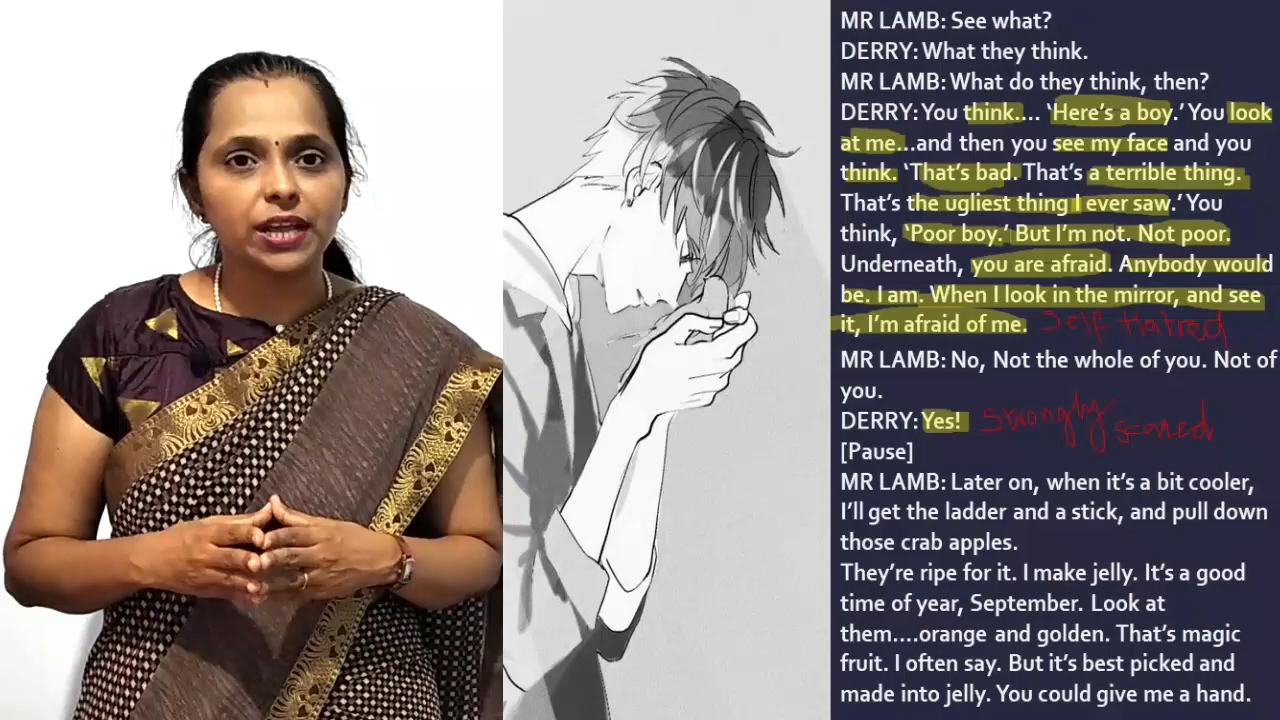 MR LAMB: See what?
DERRY: What they think.
MR LAMB: What do they think, then?
DERRY: You think.... ‘Here’s a boy.’ You look
at me...and then you see my face and you
think. ‘That’s bad. That’s a terrible thing.
That’s the ugliest thing I ever saw.’ You
think, ‘Poor boy.’ But I’m not. Not poor.
Underneath, you are afraid. Anybody would
be. I am. When I look in the mirror, and see
it, I’m afraid of me. Self Hatred
MR LAMB: No, Not the whole of you. Not of
you.
DERRY: Yes! Strongly scared
[Pause]
MR LAMB: Later on, when it’s a bit cooler,
I’ll get the ladder and a stick, and pull down
those crab apples.
They’re ripe for it. I make jelly. It’s a good
time of year, September. Look at
them....orange and golden. That’s magic
fruit. I often say. But it’s best picked and
made into jelly. You could give me a hand.